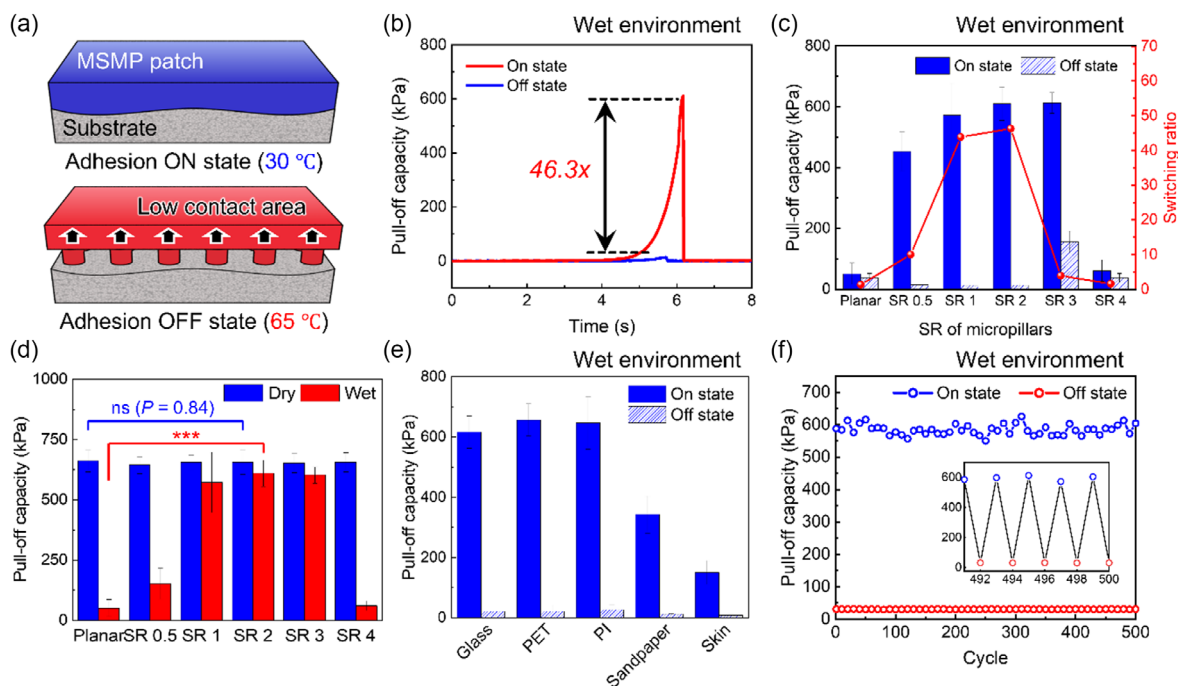 (a)
MSMP patch
Substrate
Adhesion ON state (30 ℃)
Low contact area
Adhesion OFF state (65 ℃)
(b)
Wet environment
Pull-off capacity (kPa)
800
600
400
200
0
On state
Off state
46.3x
0 2 4 6 8
Time (s)
(c)
Wet environment
Pull-off capacity (kPa)
800
600
400
200
0
On state Off state
70
60
50
40
30
20
10
0
Switching ratio
Planar SR 0.5 SR 1 SR 2 SR 3 SR 4
SR of micropillars
(d)
Pull-off capacity (kPa)
1000
750
500
250
0
Dry Wet
ns (P = 0.84)
***
Planar SR 0.5 SR 1 SR 2 SR 3 SR 4
(e)
Wet environment
Pull-off capacity (kPa)
800
600
400
200
0
On state
Off state
Glass PET PI Sandpaper Skin
(f)
Wet environment
Pull-off capacity (kPa)
700
600
500
400
300
200
100
0
On state Off state
600
400
200
0
492 494 496 498 500
0 100 200 300 400 500
Cycle